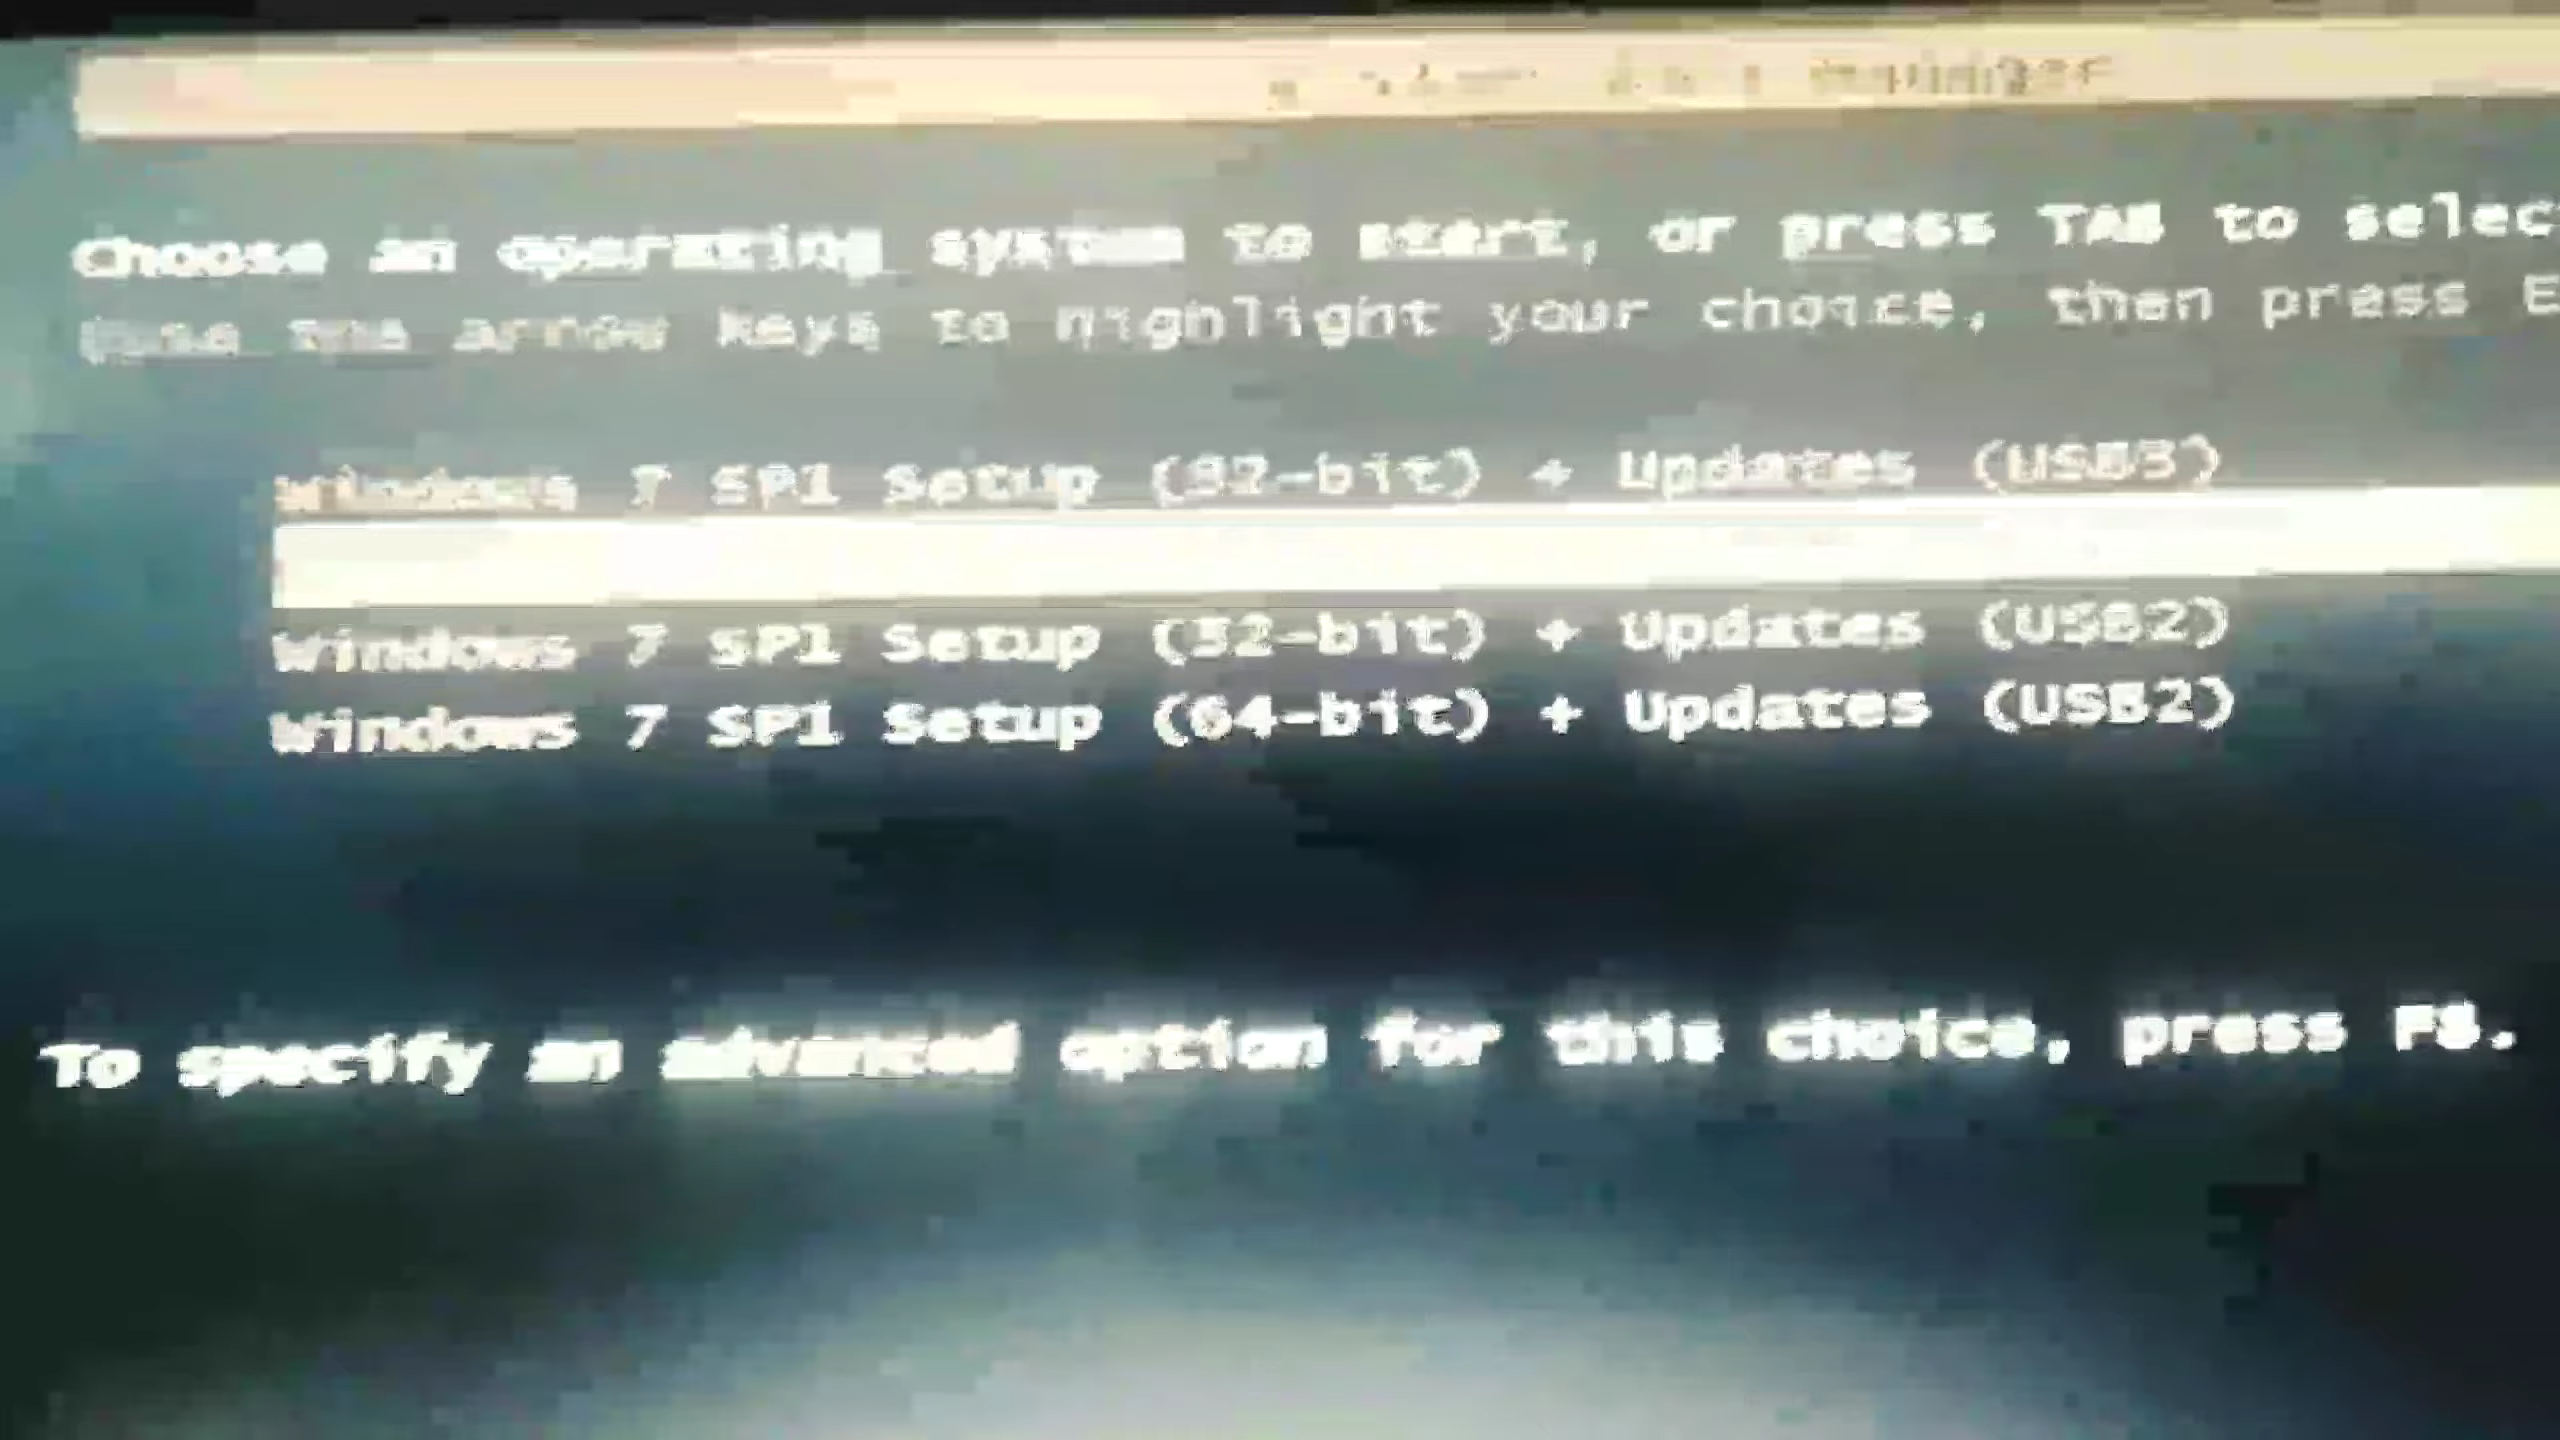 Manager
Choose an operating system to start, or press TAB to selec
the arrow keys to highlight your choice, then press E
Windows 7 SP1 Setup (32-bit) + Updates (USB3)
Windows 7 SP1 Setup (32-bit) + Updates (USB2)
Windows 7 SP1 Setup (64-bit) + Updates (USB2)
To specify an advanced option for this choice, press F8.